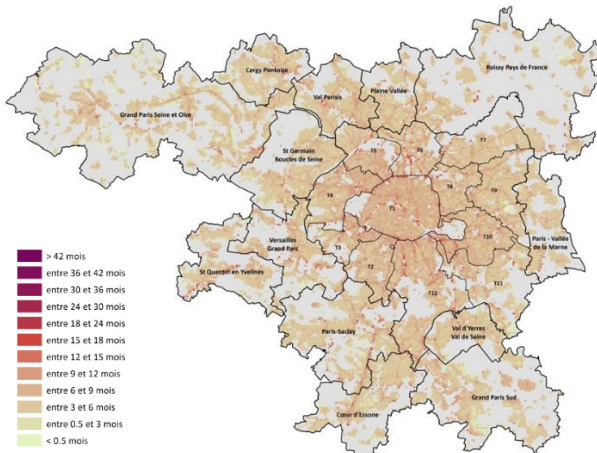 Cergy Pontoise
Roissy Pays de France
Plaine Vallée
Val Parisis
Grand Paris Seine et Oise
T7
T5
T6
St Germain
Boucles de Seine
T8
T9
T4
T1
T10
Paris - Vallée
de la Marne
Versailles
Grand Parc
T3
T2
St Quentin en Yvelines
T11
T12
Paris-Saclay
Val d'Yerres
Val de Seine
Grand Paris Sud
Cœur d'Essone
> 42 mois
entre 36 et 42 mois
entre 30 et 36 mois
entre 24 et 30 mois
entre 18 et 24 mois
entre 15 et 18 mois
entre 12 et 15 mois
entre 9 et 12 mois
entre 6 et 9 mois
entre 3 et 6 mois
entre 0.5 et 3 mois
< 0.5 mois